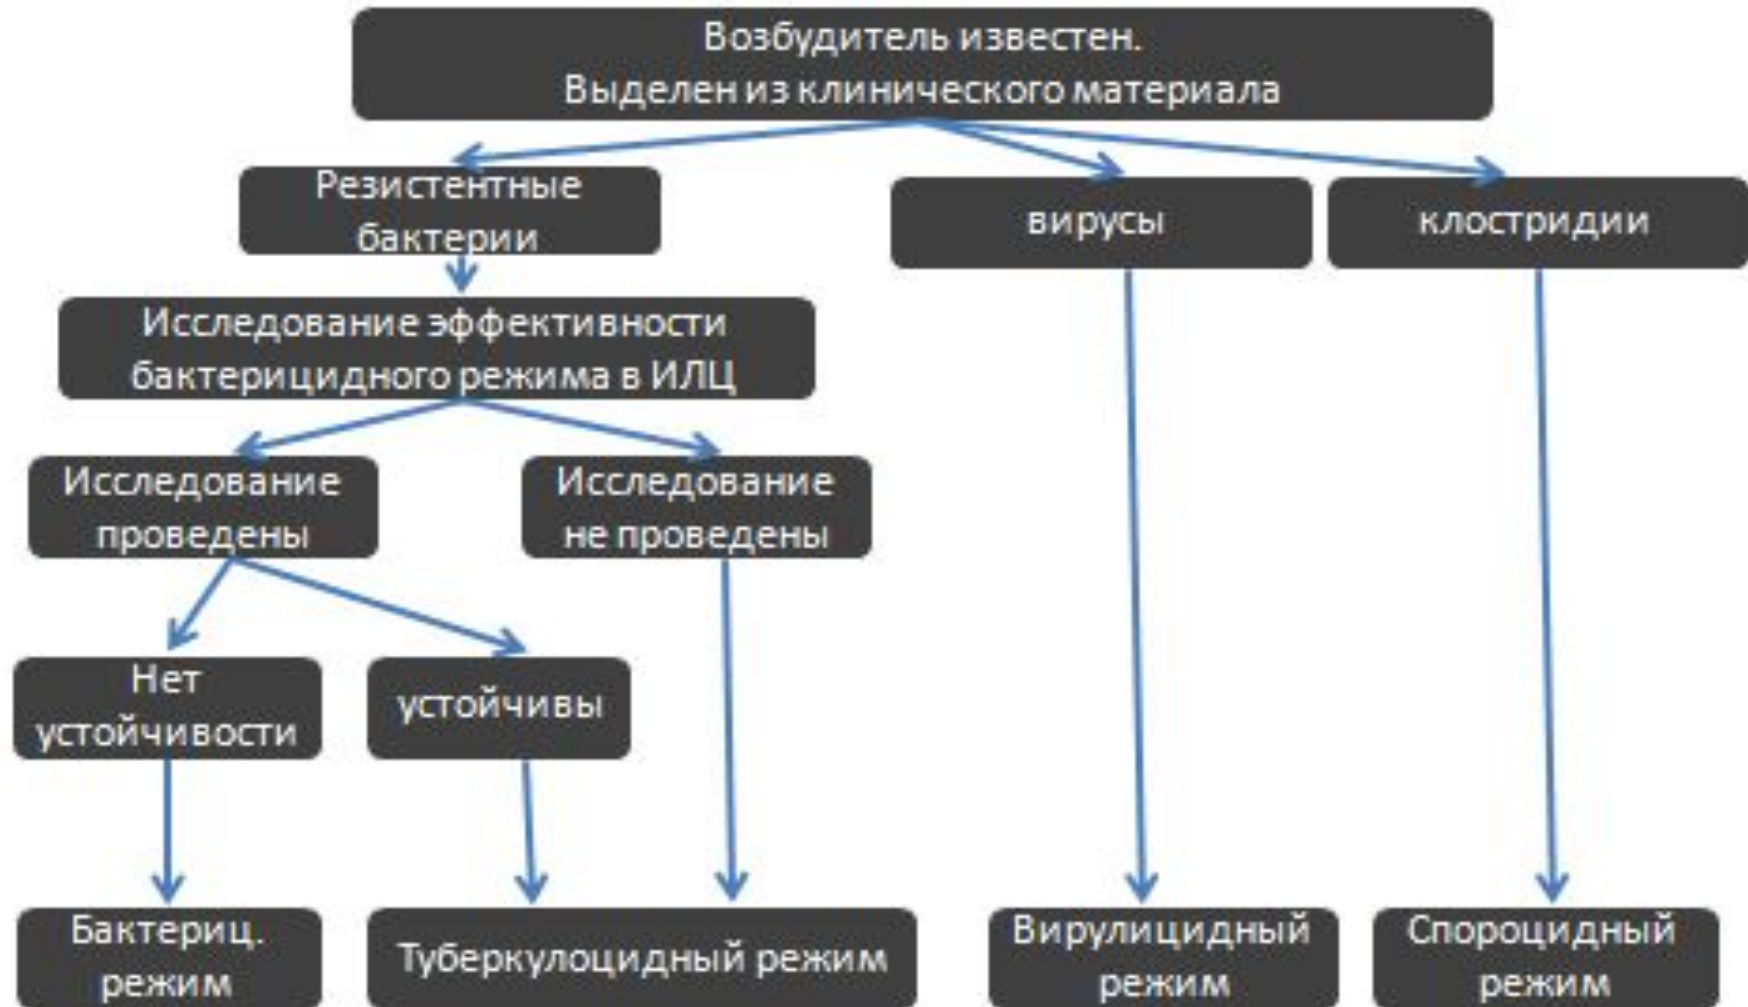 Возбудитель известен.
Выделен из клинического материала
Резистентные
бактерии
вирусы
клостридии
Исследование эффективности
бактерицидного режима в ИЛЦ
Исследование
проведены
Исследование
не проведены
Нет
устойчивости
устойчивы
Бактериц.
режим
Туберкулоцидный режим
Вирулицидный
режим
Спороцидный
режим